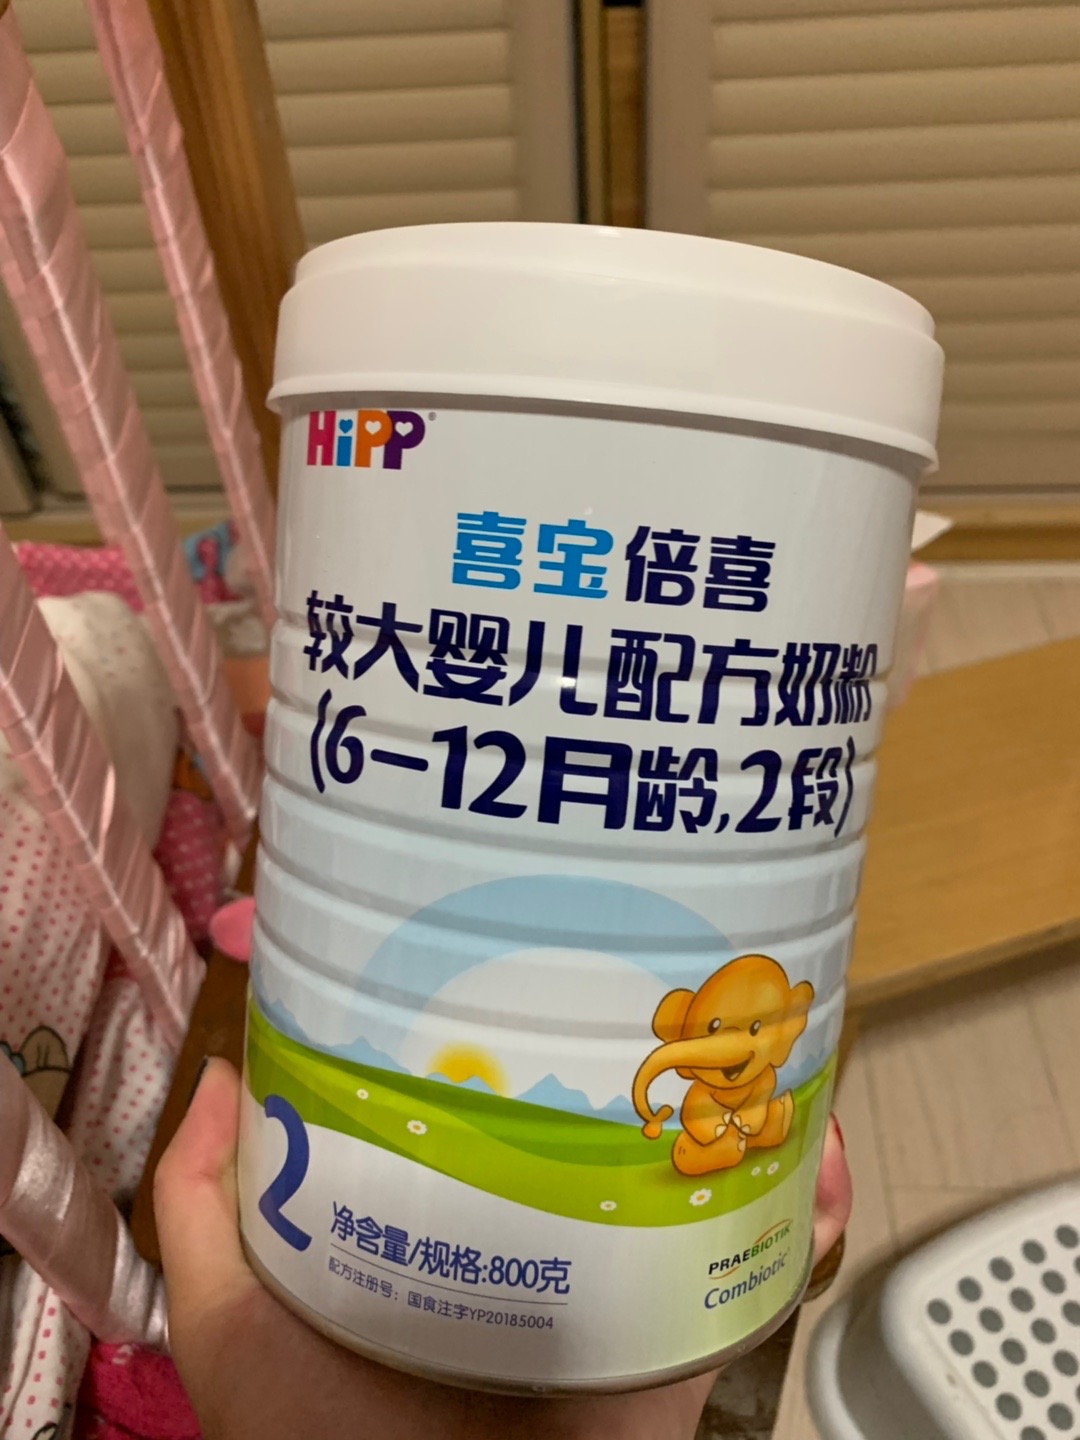 HiPP®
喜宝倍喜
较大婴儿配方奶粉
(6-12月龄,2段)
2
净含量/规格:800克
配方注册号：国食注字YP20185004
PRAEBIOTIK
Combiotic